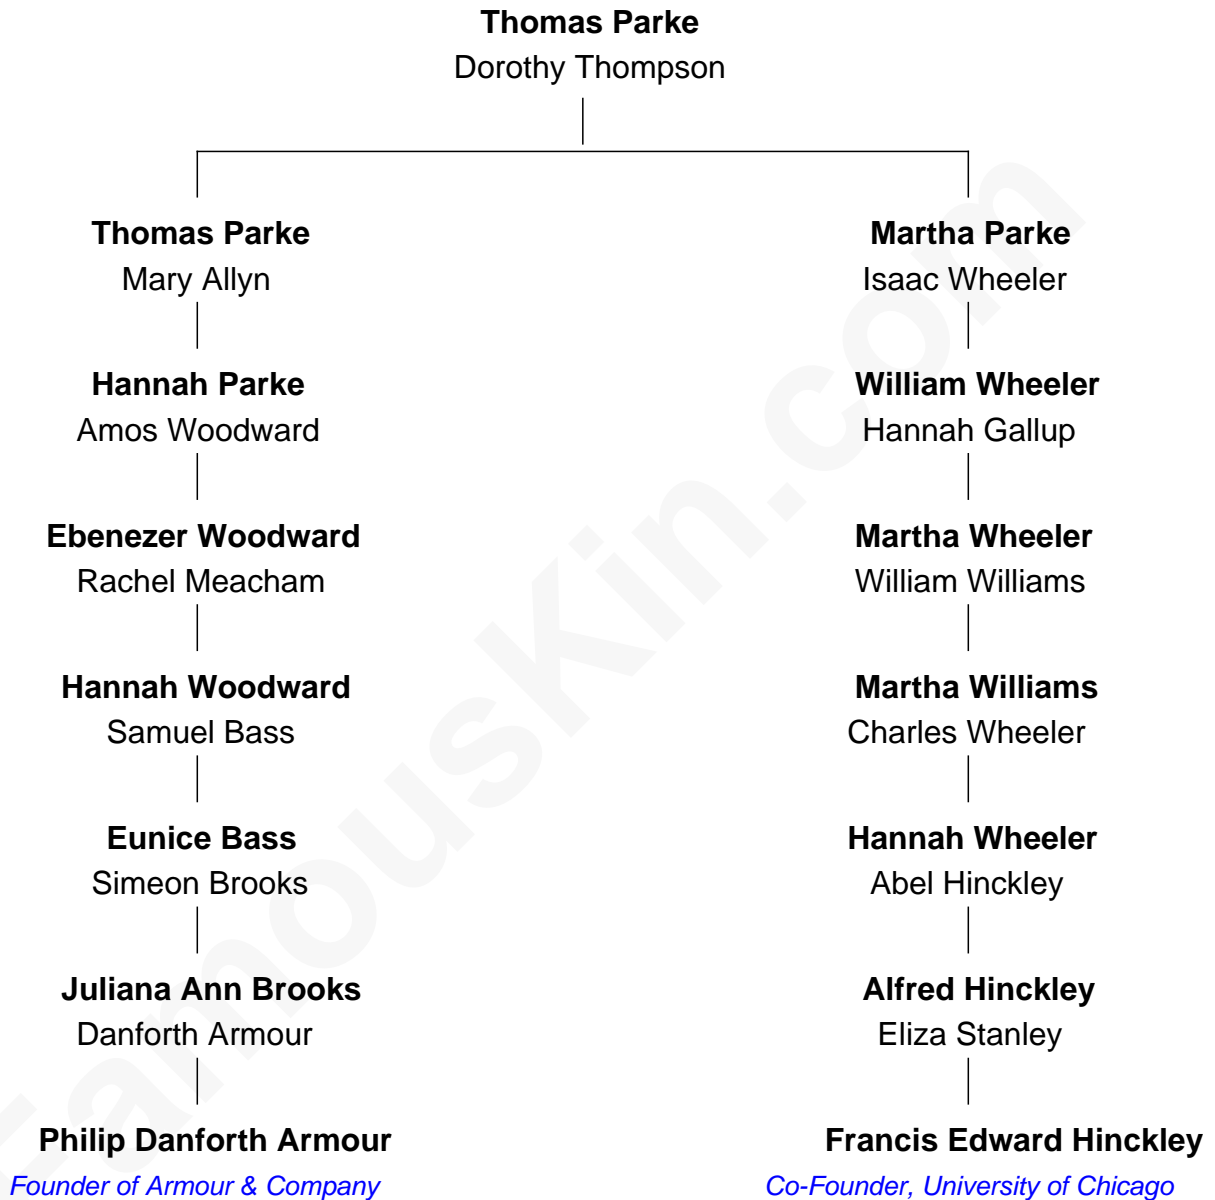 Thomas Parke
Dorothy Thompson
Thomas Parke
Mary Allyn
Hannah Parke
Amos Woodward
Ebenezer Woodward
Rachel Meacham
Hannah Woodward
Samuel Bass
Eunice Bass
Simeon Brooks
Juliana Ann Brooks
Danforth Armour
Philip Danforth Armour
Founder of Armour & Company
Martha Parke
Isaac Wheeler
William Wheeler
Hannah Gallup
Martha Wheeler
William Williams
Martha Williams
Charles Wheeler
Hannah Wheeler
Abel Hinckley
Alfred Hinckley
Eliza Stanley
Francis Edward Hinckley
Co-Founder, University of Chicago
FamousKin.com